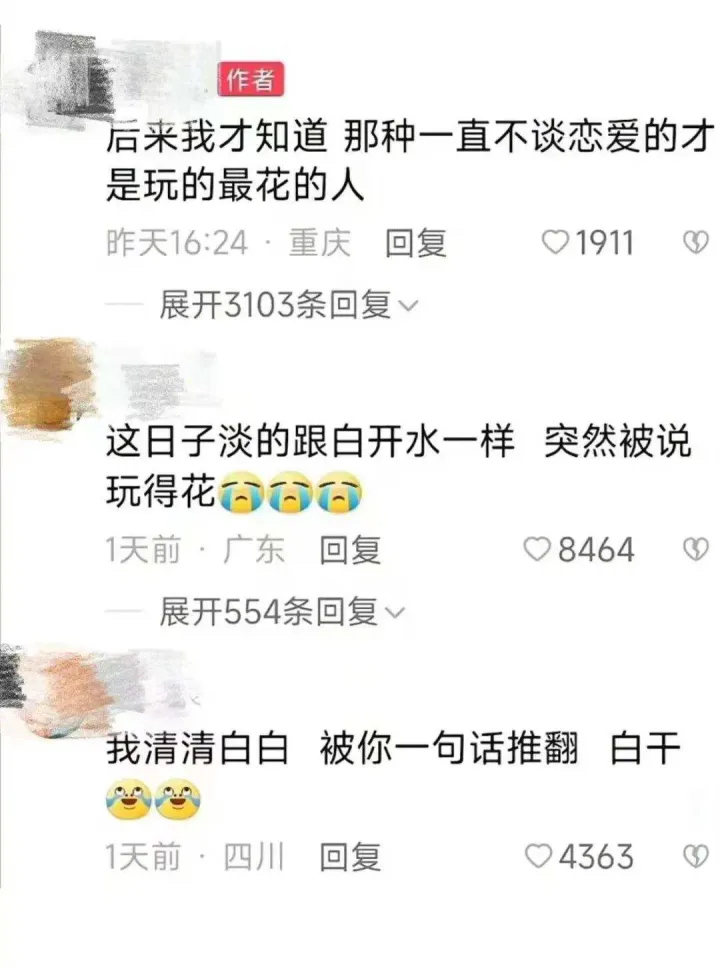 作者
后来我才知道 那种一直不谈恋爱的才
是玩的最花的人
昨天16:24 · 重庆 回复 1911
展开3103条回复
这日子淡的跟白开水一样 突然被说
玩得花😭😭😭
1天前 · 广东 回复 8464
展开554条回复
我清清白白 被你一句话推翻 白干
😂😂
1天前 · 四川 回复 4363